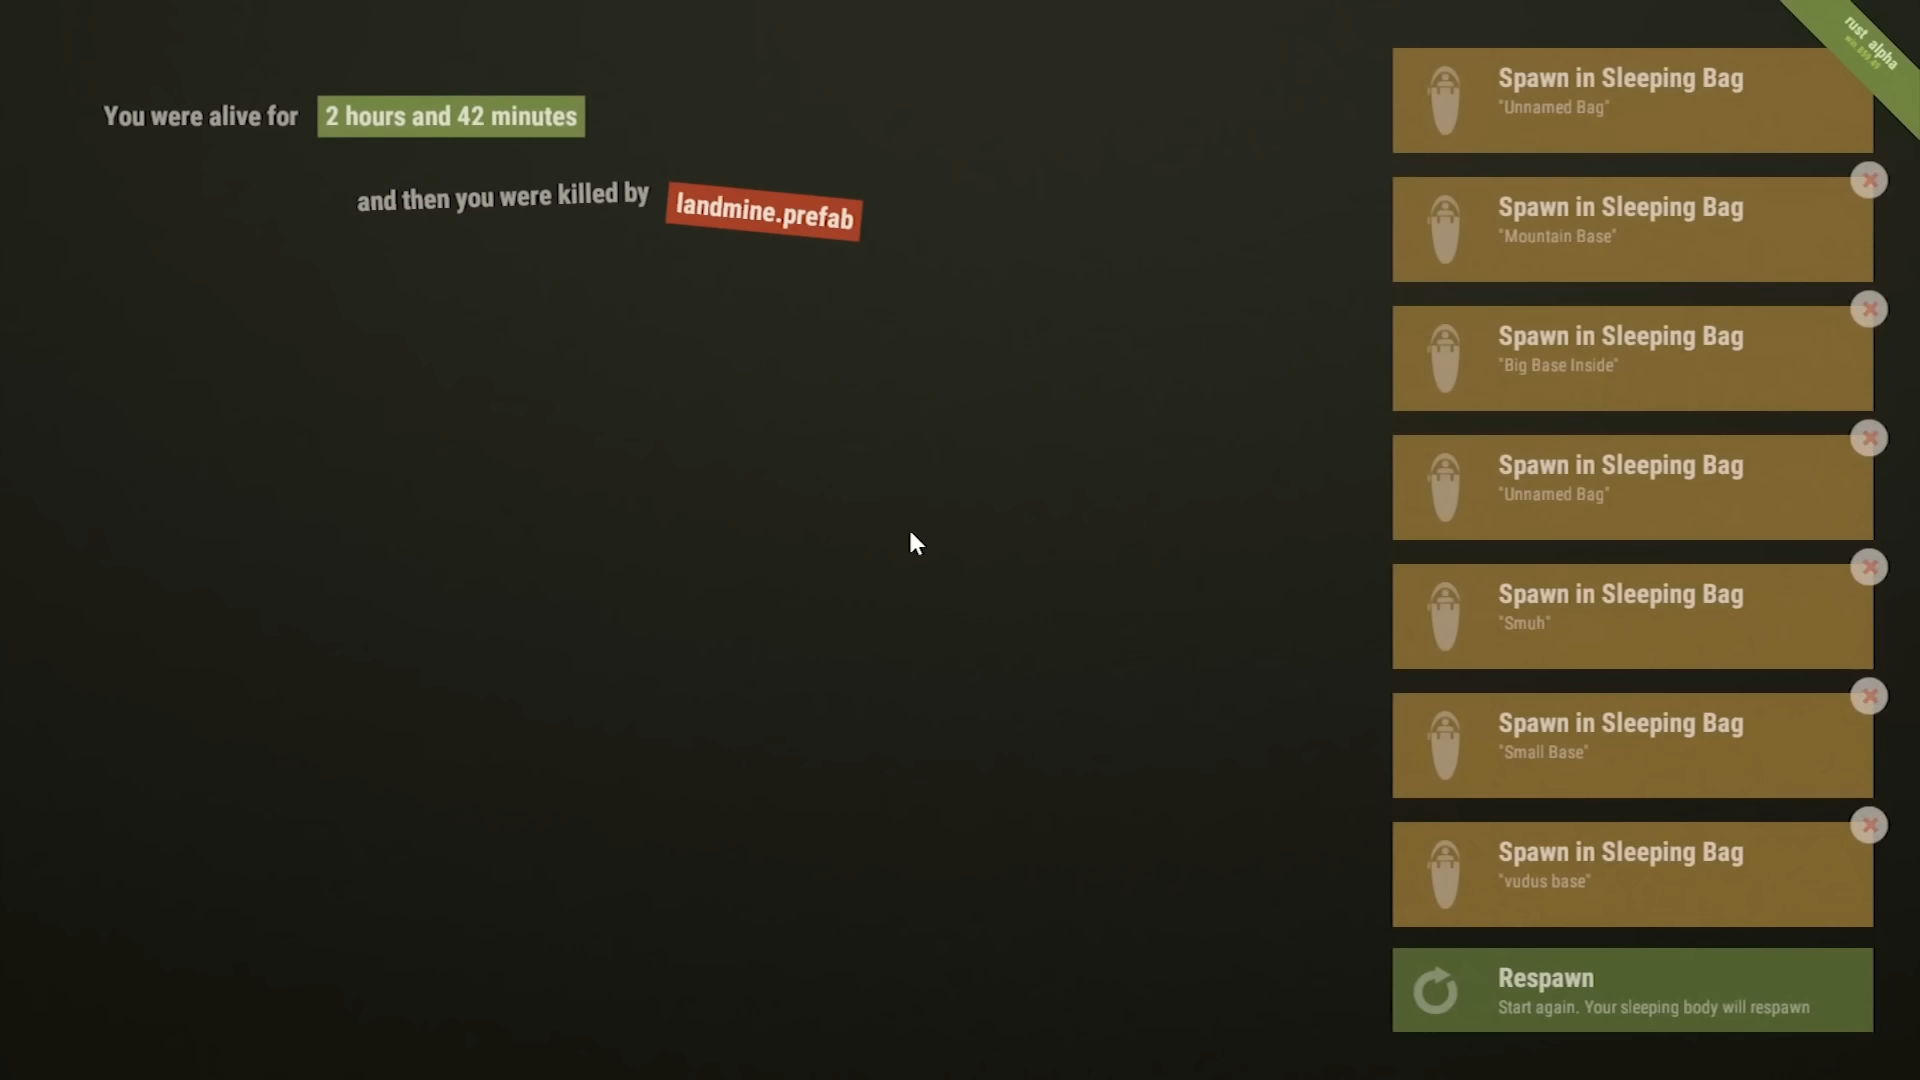 You were alive for 2 hours and 42 minutes
and then you were killed by landmine.prefab
rust alpha
Spawn in Sleeping Bag
"Unnamed Bag"
Spawn in Sleeping Bag
"Mountain Base"
Spawn in Sleeping Bag
"Big Base Inside"
Spawn in Sleeping Bag
"Unnamed Bag"
Spawn in Sleeping Bag
"Smuh"
Spawn in Sleeping Bag
"Small Base"
Spawn in Sleeping Bag
"vudus base"
Respawn
Start again. Your sleeping body will respawn